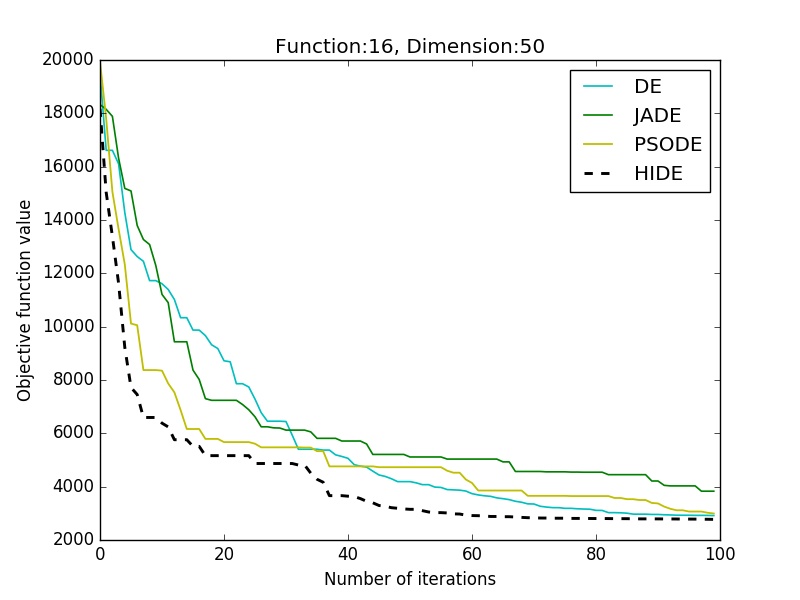 Function:16, Dimension:50
20000
18000
16000
14000
12000
10000
8000
6000
4000
2000
Objective function value
DE
JADE
PSODE
HIDE
0
20
40
60
80
100
Number of iterations